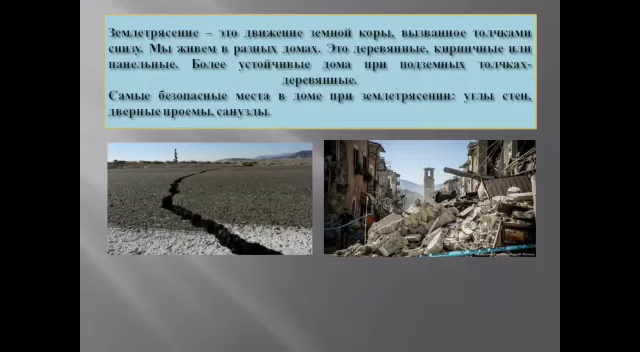 Землетрясение – это движение земной коры, вызванное толчками
снизу. Мы живем в разных домах. Это деревянные, кирпичные или
панельные. Более устойчивые дома при подземных толчках-
деревянные.
Самые безопасные места в доме при землетрясении: углы стен,
дверные проемы, санузлы.